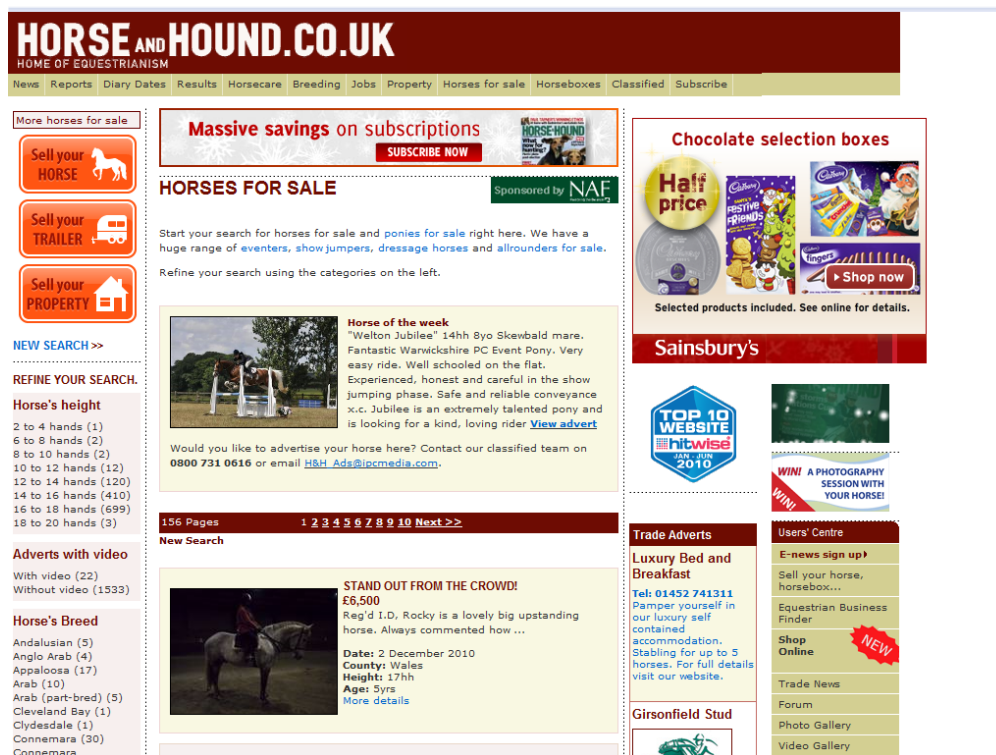 HORSE AND HOUND.CO.UK
HOME OF EQUESTRIANISM
News Reports Diary Dates Results Horsecare Breeding Jobs Property Horses for sale Horseboxes Classified Subscribe
More horses for sale
Sell your
HORSE
Sell your
TRAILER
Sell your
PROPERTY
NEW SEARCH >>
REFINE YOUR SEARCH.
Horse's height
2 to 4 hands (1)
6 to 8 hands (2)
8 to 10 hands (2)
10 to 12 hands (12)
12 to 14 hands (120)
14 to 16 hands (410)
16 to 18 hands (699)
18 to 20 hands (3)
Adverts with video
With video (22)
Without video (1533)
Horse's Breed
Andalusian (5)
Anglo Arab (4)
Appaloosa (17)
Arab (10)
Arab (part-bred) (5)
Cleveland Bay (1)
Clydesdale (1)
Connemara (30)
Connemara
Massive savings on subscriptions
SUBSCRIBE NOW
HORSE&HOUND
HORSES FOR SALE
Sponsored by NAF
Start your search for horses for sale and ponies for sale right here. We have a
huge range of eventers, show jumpers, dressage horses and allrounders for sale.
Refine your search using the categories on the left.
Horse of the week
"Welton Jubilee" 14hh 8yo Skewbald mare.
Fantastic Warwickshire PC Event Pony. Very
easy ride. Well schooled on the flat.
Experienced, honest and careful in the show
jumping phase. Safe and reliable conveyance
x.c. Jubilee is an extremely talented pony and
is looking for a kind, loving rider View advert
Would you like to advertise your horse here? Contact our classified team on
0800 731 0616 or email H&H_Ads@ipcmedia.com.
156 Pages 1 2 3 4 5 6 7 8 9 10 Next >>
New Search
STAND OUT FROM THE CROWD!
£6,500
Reg'd I.D, Rocky is a lovely big upstanding
horse. Always commented how ...
Date: 2 December 2010
County: Wales
Height: 17hh
Age: 5yrs
More details
Chocolate selection boxes
Half
price
Cadbury
SANTA'S
FESTIVE
FRIENDS
Cadbury
Cadbury
fingers
Shop now
Selected products included. See online for details.
Sainsbury's
TOP 10
WEBSITE
hitwise
JAN - JUN
2010
WIN! A PHOTOGRAPHY
SESSION WITH
YOUR HORSE!
WIN!
Trade Adverts
Luxury Bed and
Breakfast
Tel: 01452 741311
Pamper yourself in
our luxury self
contained
accommodation.
Stabling for up to 5
horses. For full details
visit our website.
Girsonfield Stud
Users' Centre
E-news sign up
Sell your horse,
horsebox...
Equestrian Business
Finder
Shop
Online
NEW
Trade News
Forum
Photo Gallery
Video Gallery